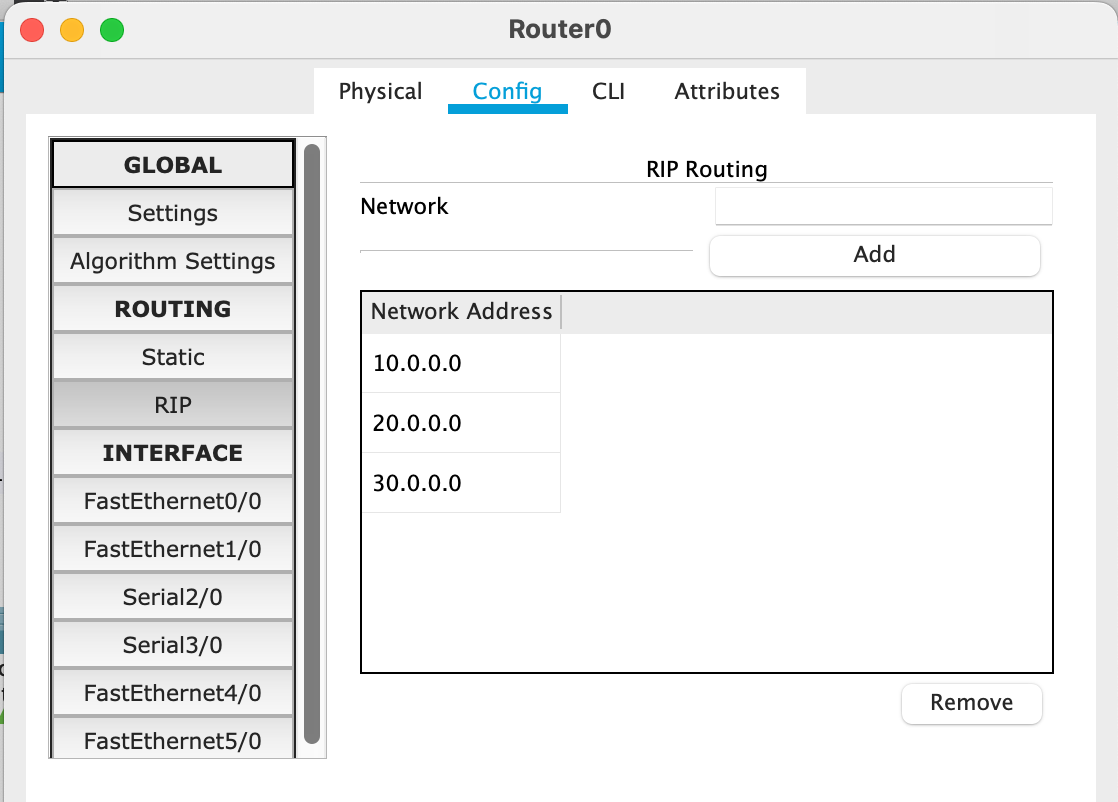 Router0
Physical
Config
CLI
Attributes
GLOBAL
Settings
Algorithm Settings
ROUTING
Static
RIP
INTERFACE
FastEthernet0/0
FastEthernet1/0
Serial2/0
Serial3/0
FastEthernet4/0
FastEthernet5/0
RIP Routing
Network
Add
Network Address
10.0.0.0
20.0.0.0
30.0.0.0
Remove